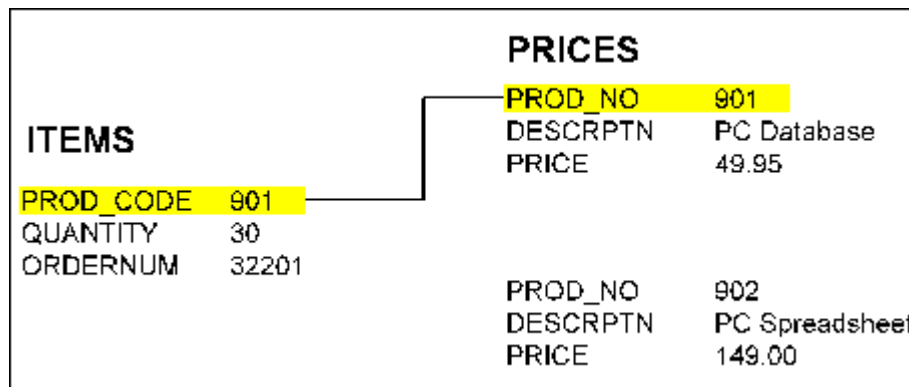 ITEMS
PROD_CODE 901
QUANTITY 30
ORDERNUM 32201
PRICES
PROD_NO 901
DESCRPTN PC Database
PRICE 49.95
PROD_NO 902
DESCRPTN PC Spreadsheet
PRICE 149.00